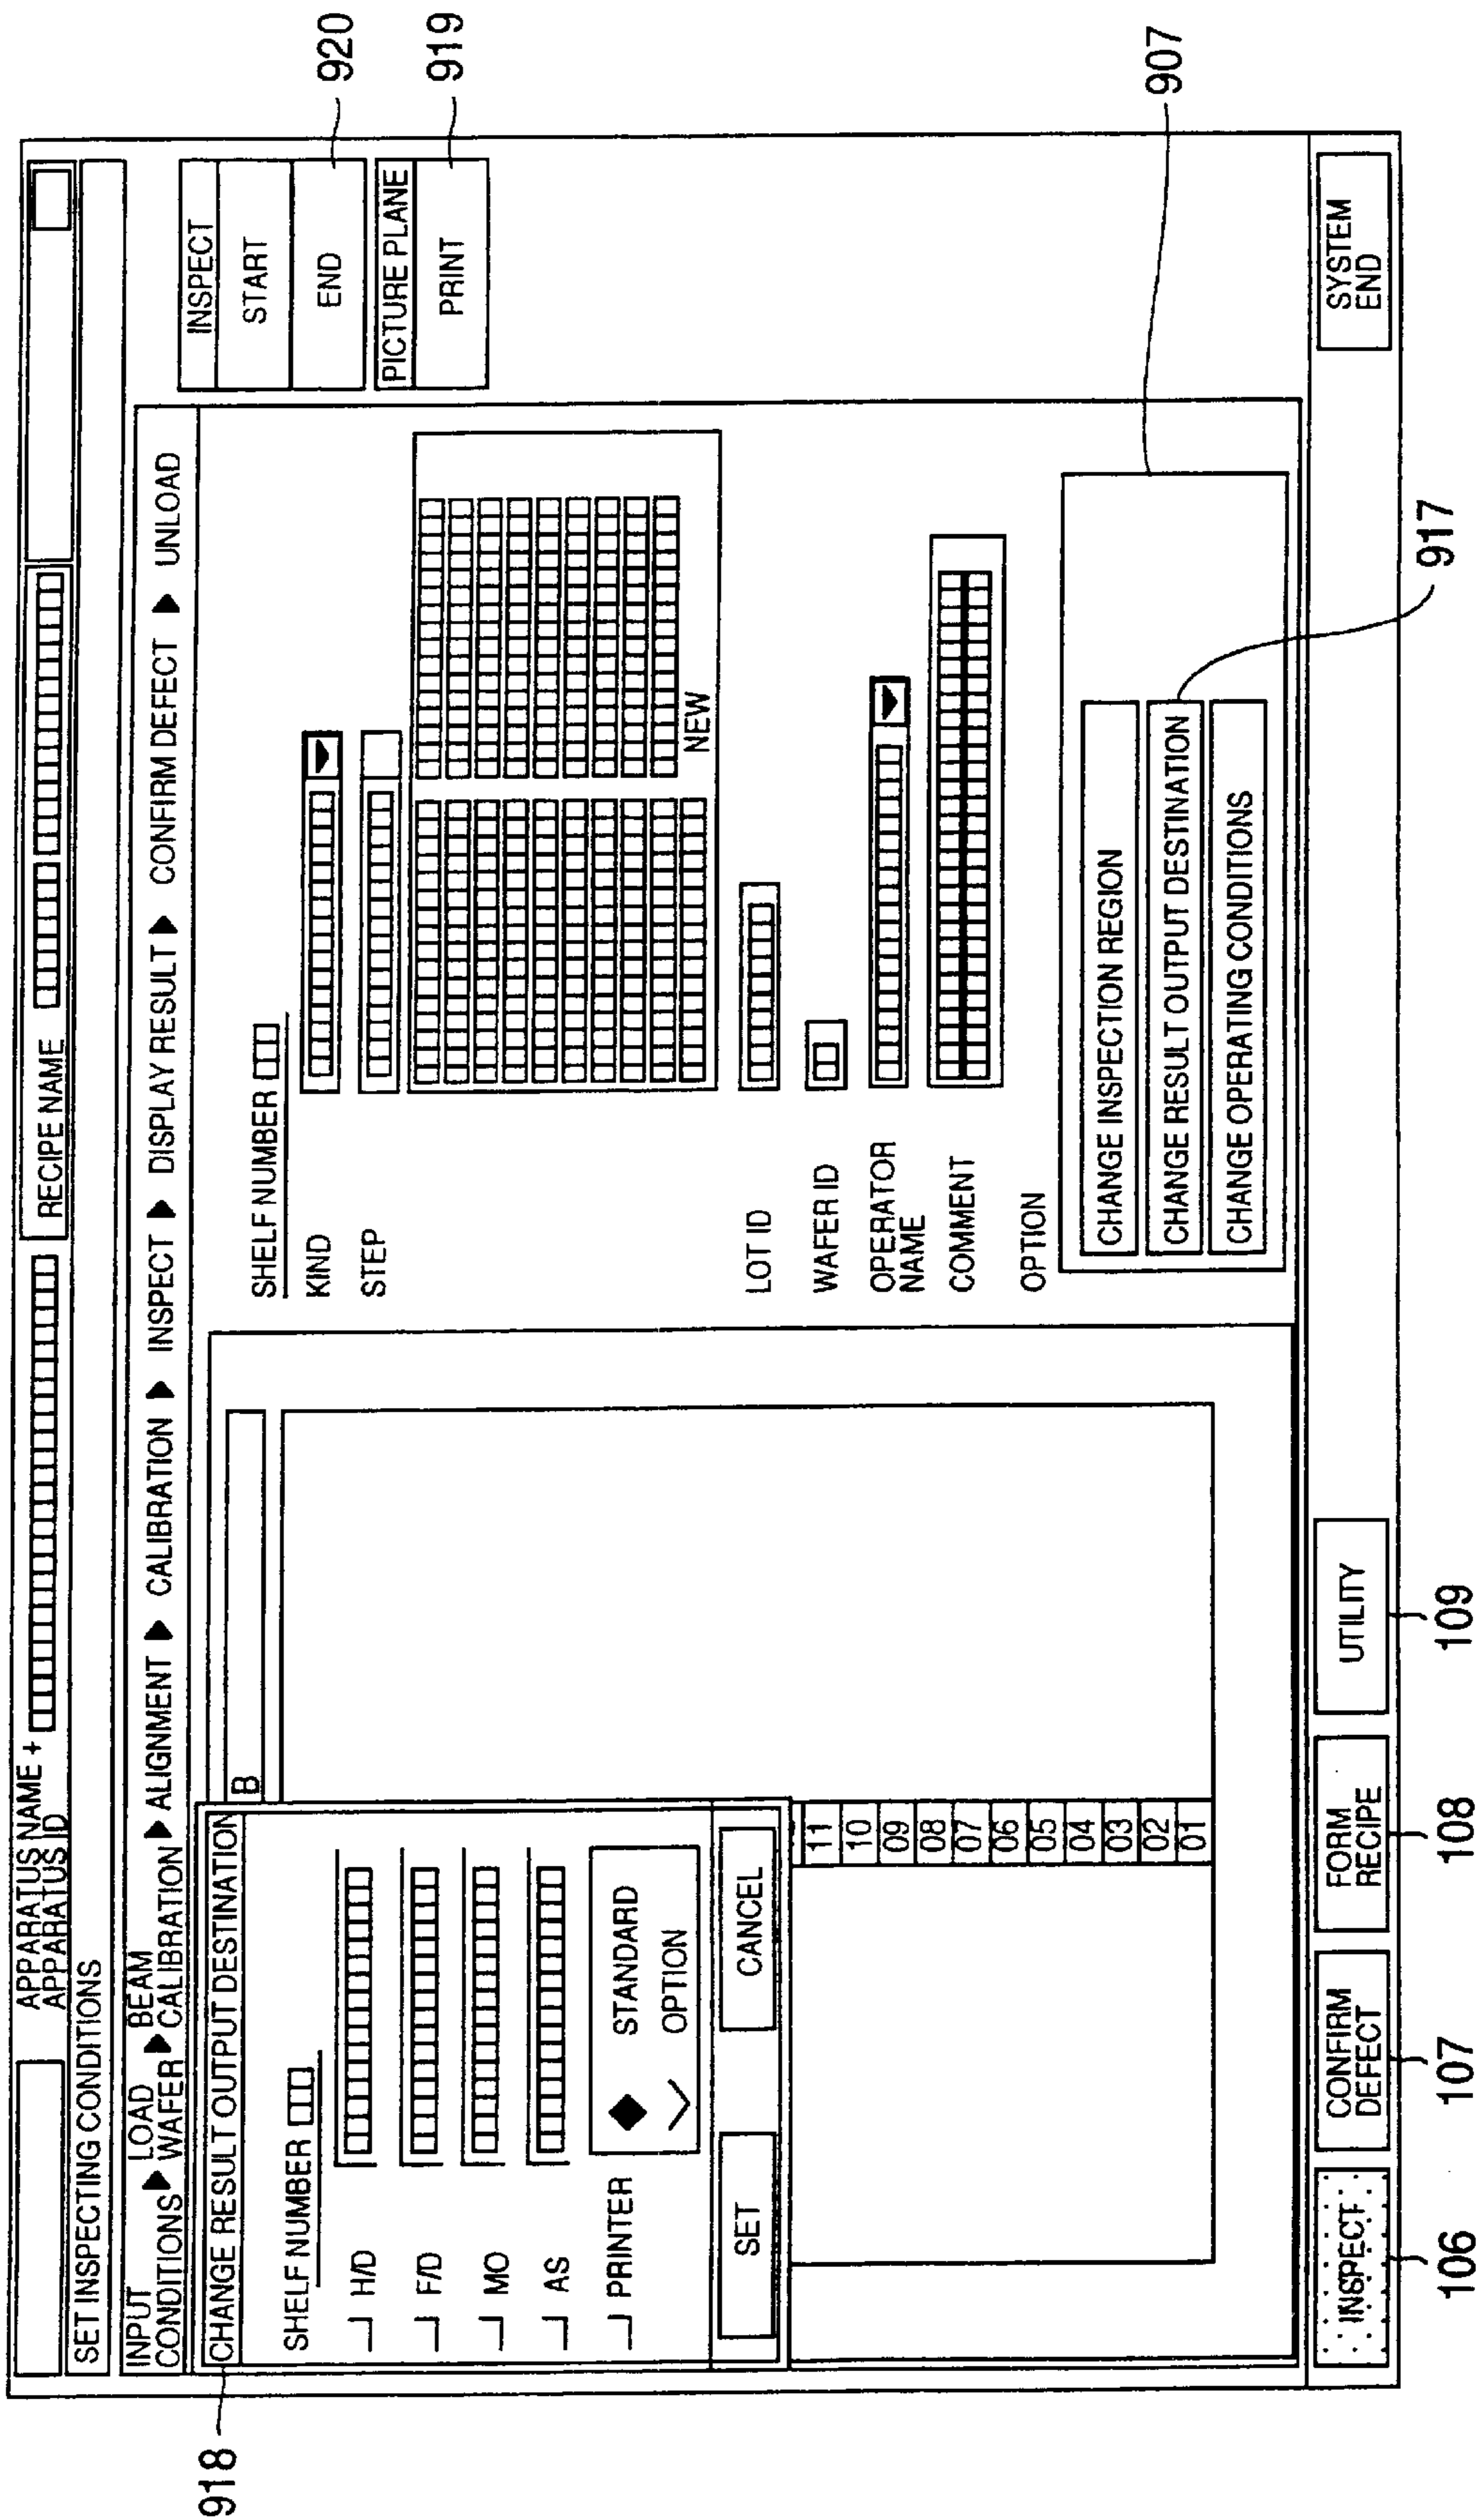 APPARATUS NAME +
APPARATUS ID
RECIPE NAME
SET INSPECTING CONDITIONS
INPUT
CONDITIONS
LOAD
WAFER
BEAM
CALIBRATION
ALIGNMENT
CALIBRATION
INSPECT
DISPLAY RESULT
CONFIRM DEFECT
UNLOAD
918
CHANGE RESULT OUTPUT DESTINATION
SHELF NUMBER
H/D
F/D
MO
AS
PRINTER
STANDARD
OPTION
SET
CANCEL
B
11
10
09
08
07
06
05
04
03
02
01
SHELF NUMBER
KIND
STEP
NEW
LOT ID
WAFER ID
OPERATOR
NAME
COMMENT
OPTION
CHANGE INSPECTION REGION
CHANGE RESULT OUTPUT DESTINATION
CHANGE OPERATING CONDITIONS
INSPECT
START
END
PICTURE PLANE
PRINT
920
919
907
917
INSPECT
CONFIRM
DEFECT
FORM
RECIPE
UTILITY
SYSTEM
END
106
107
108
109